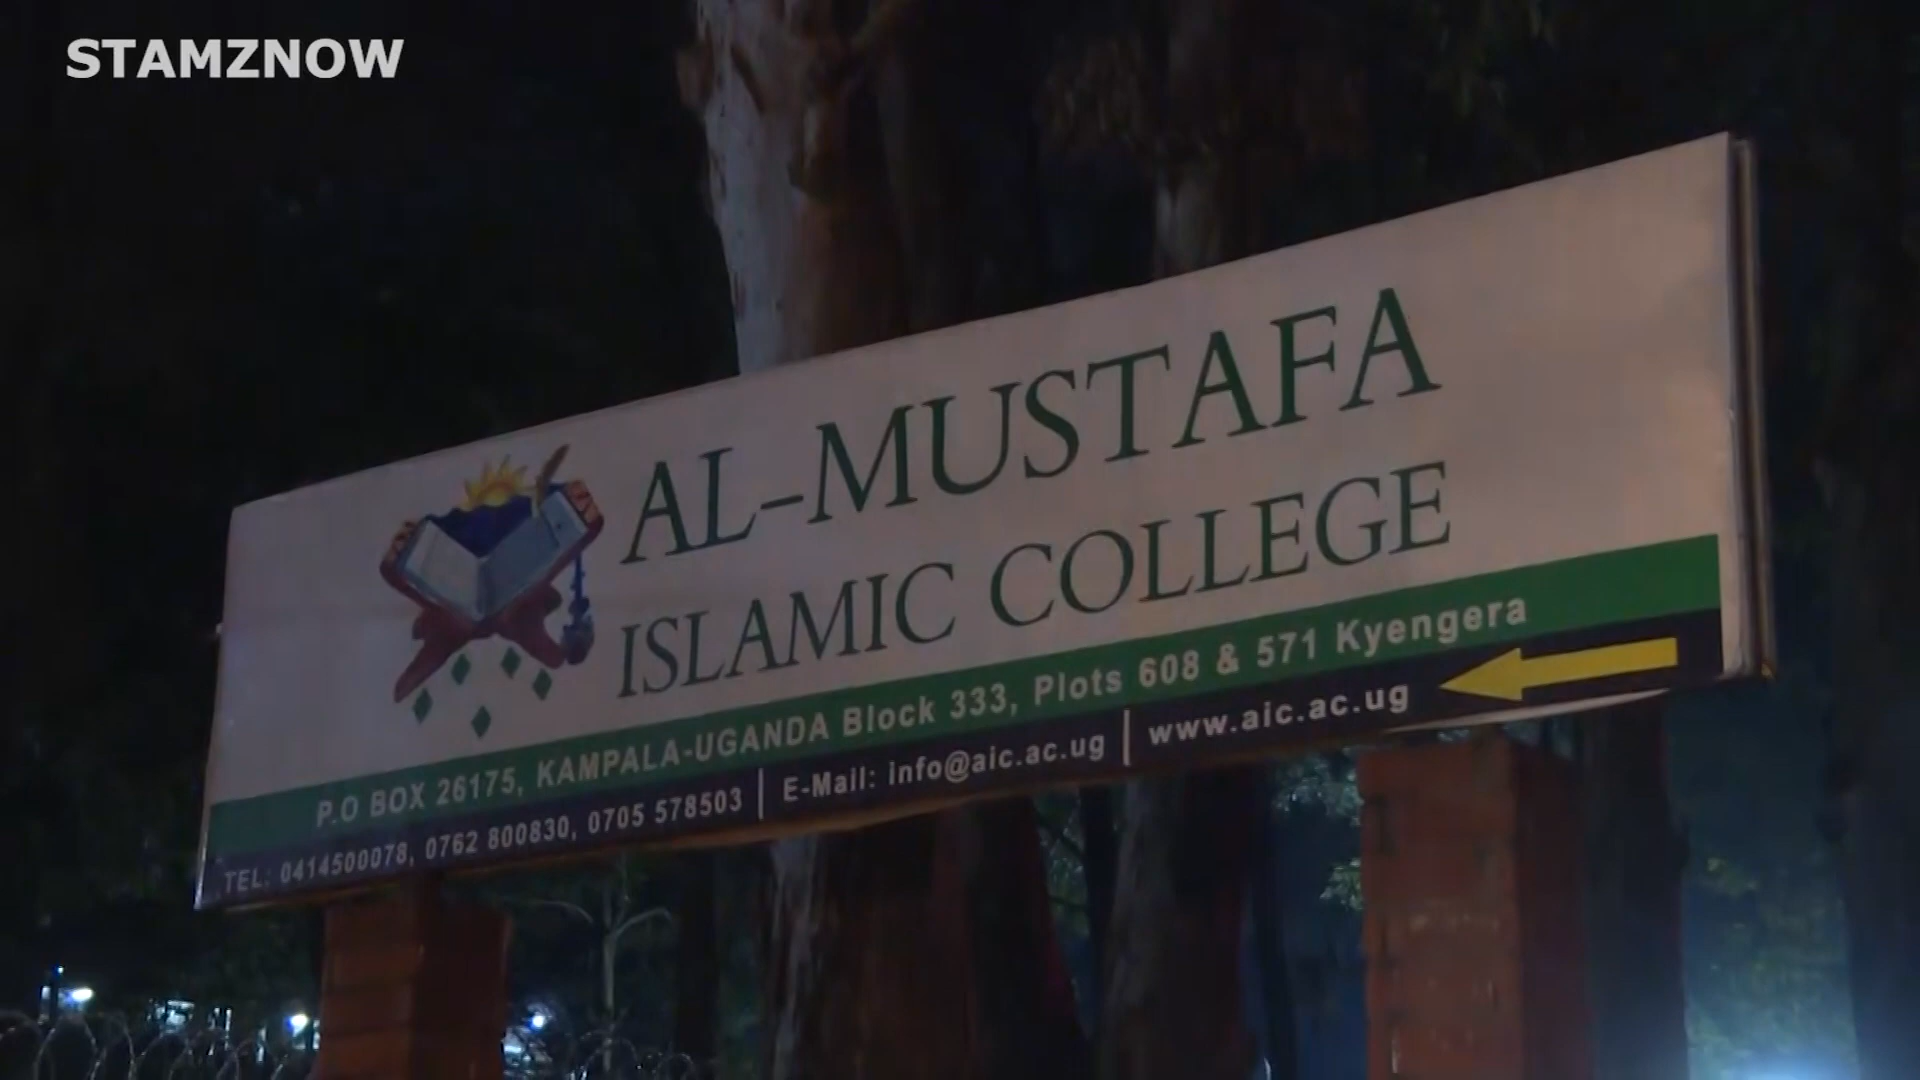 STAMZNOW
AL-MUSTAFA
ISLAMIC COLLEGE
P.O BOX 26175, KAMPALA-UGANDA Block 333, Plots 608 & 571 Kyengera
TEL: 0414500078, 0762 800830, 0705 578503 | E-Mail: info@aic.ac.ug | www.aic.ac.ug